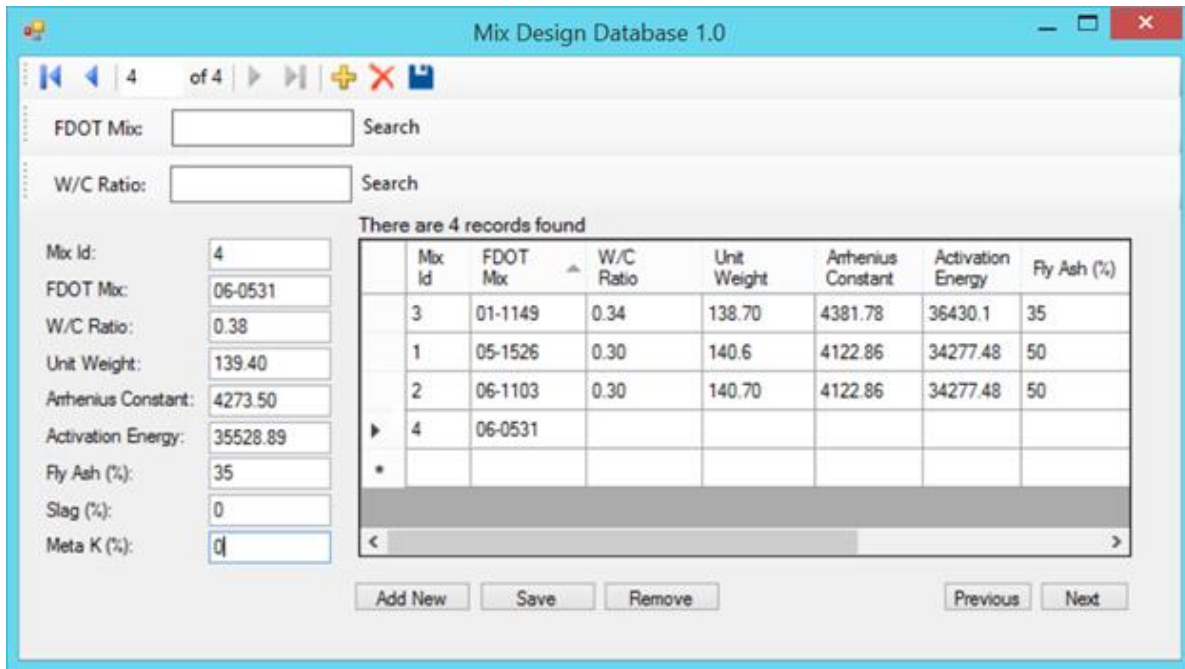 Mix Design Database 1.0
4 of 4
FDOT Mix: Search
W/C Ratio: Search
There are 4 records found
Mix Id: 4
FDOT Mix: 06-0531
W/C Ratio: 0.38
Unit Weight: 139.40
Arrhenius Constant: 4273.50
Activation Energy: 35528.89
Fly Ash (%): 35
Slag (%): 0
Meta K (%): 0
Mix Id FDOT Mix W/C Ratio Unit Weight Arrhenius Constant Activation Energy Fly Ash (%)
3 01-1149 0.34 138.70 4381.78 36430.1 35
1 05-1526 0.30 140.6 4122.86 34277.48 50
2 06-1103 0.30 140.70 4122.86 34277.48 50
4 06-0531
Add New Save Remove Previous Next